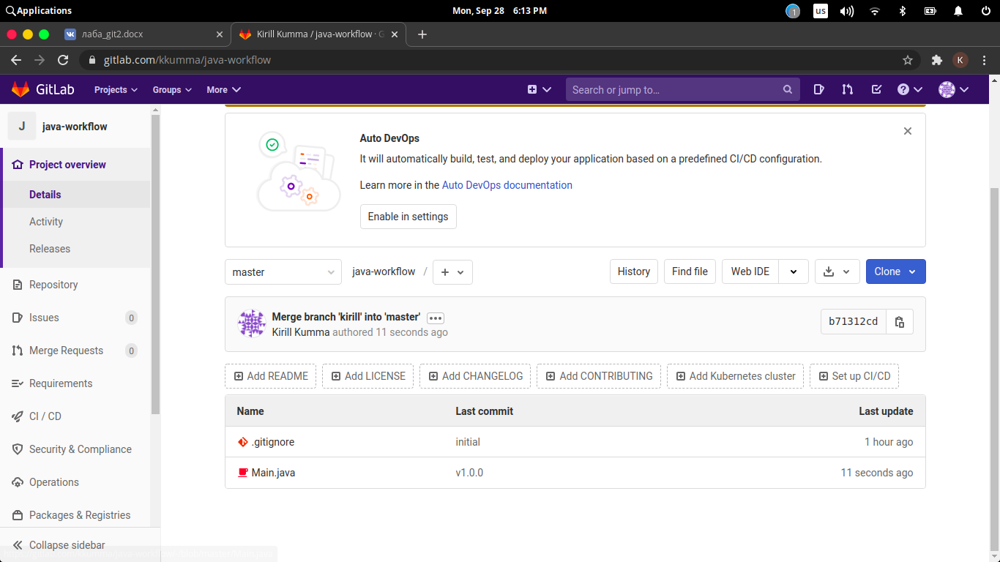 Applications
Mon, Sep 28 6:13 PM
1
us
лаба_git2.docx
Kirill Kumma / java-workflow · G
gitlab.com/kkumma/java-workflow
K
GitLab
Projects
Groups
More
Search or jump to...
J
java-workflow
Project overview
Details
Activity
Releases
Repository
Issues 0
Merge Requests 0
Requirements
CI / CD
Security & Compliance
Operations
Packages & Registries
Collapse sidebar
Auto DevOps
It will automatically build, test, and deploy your application based on a predefined CI/CD configuration.
Learn more in the Auto DevOps documentation
Enable in settings
master
java-workflow /
History
Find file
Web IDE
Clone
Merge branch 'kirill' into 'master'
Kirill Kumma authored 11 seconds ago
b71312cd
Add README
Add LICENSE
Add CHANGELOG
Add CONTRIBUTING
Add Kubernetes cluster
Set up CI/CD
Name Last commit Last update
.gitignore initial 1 hour ago
Main.java v1.0.0 11 seconds ago